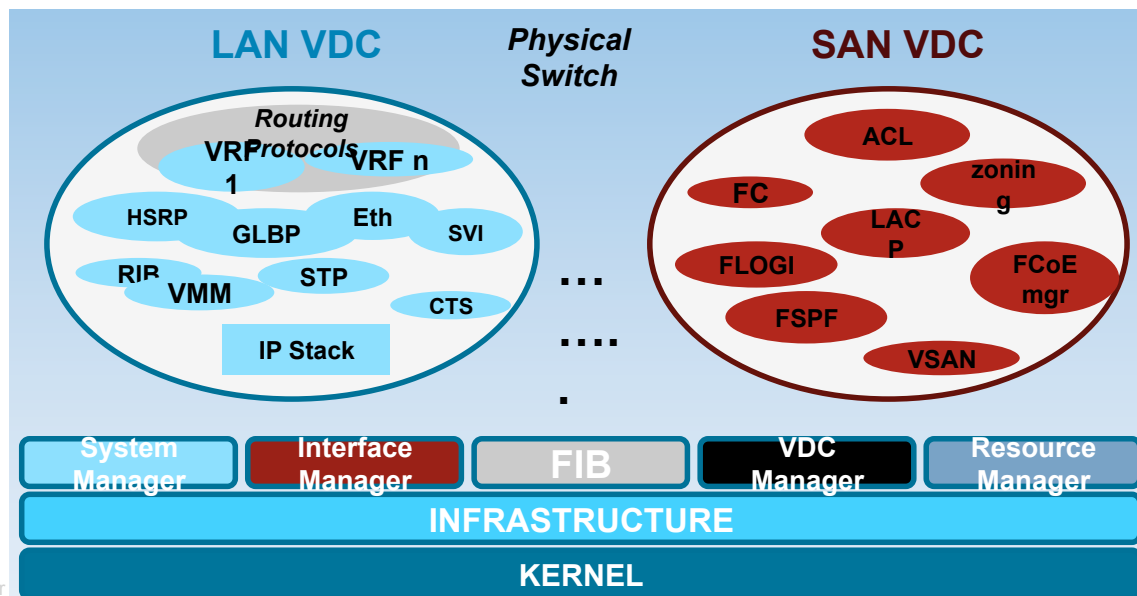 LAN VDC
Physical
Switch
SAN VDC
Routing
Protocols
VRF
1
VRF n
HSRP
GLBP
Eth
SVI
RIB
VMM
STP
CTS
IP Stack
...
....
.
ACL
FC
zonin
g
LAC
P
FLOGI
FCoE
mgr
FSPF
VSAN
System
Manager
Interface
Manager
FIB
VDC
Manager
Resource
Manager
INFRASTRUCTURE
KERNEL